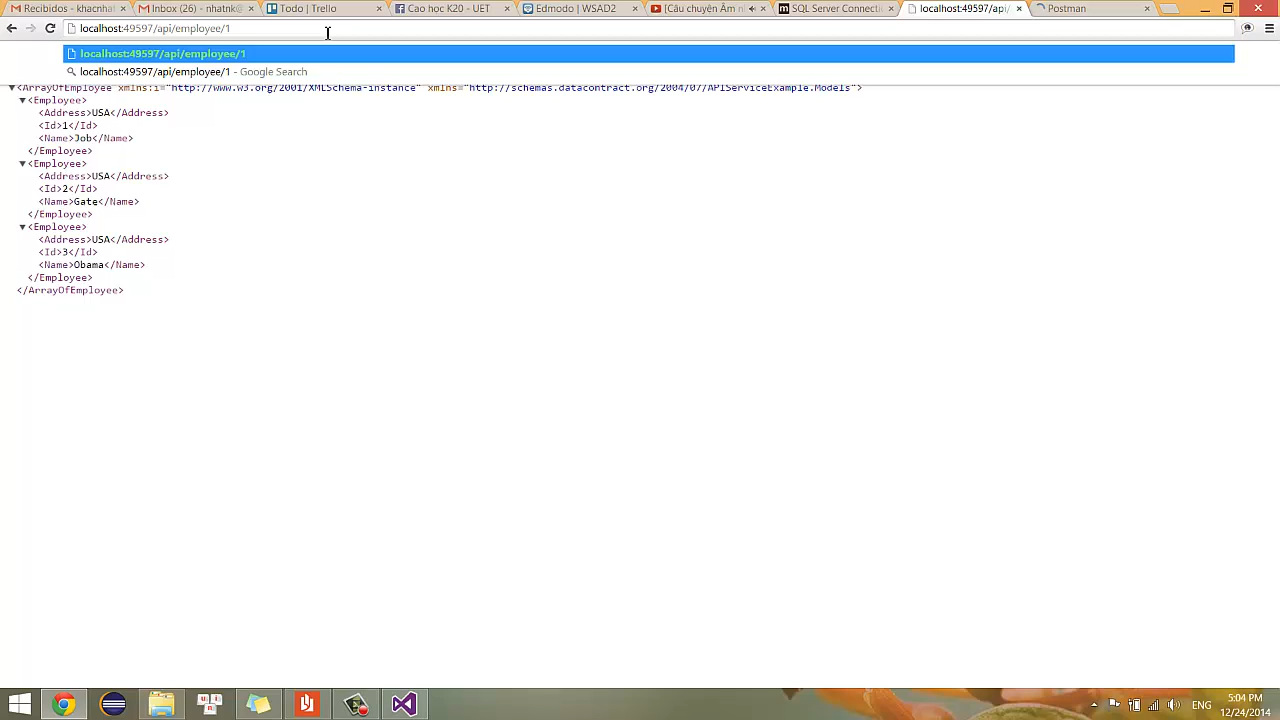 Recibidos - khacnhat
Inbox (26) - nhatnk@
Todo | Trello
Cao học K20 - UET
Edmodo | WSAD2
[Câu chuyện Âm n
SQL Server Connecti
localhost:49597/api/
Postman
localhost:49597/api/employee/1
localhost:49597/api/employee/1
localhost:49597/api/employee/1 - Google Search
▼<ArrayOfEmployee xmlns:i="http://www.w3.org/2001/XMLSchema-instance" xmlns="http://schemas.datacontract.org/2004/07/APIServiceExample.Models">
▼<Employee>
<Address>USA</Address>
<Id>1</Id>
<Name>Job</Name>
</Employee>
▼<Employee>
<Address>USA</Address>
<Id>2</Id>
<Name>Gate</Name>
</Employee>
▼<Employee>
<Address>USA</Address>
<Id>3</Id>
<Name>Obama</Name>
</Employee>
</ArrayOfEmployee>
ENG
5:04 PM
12/24/2014